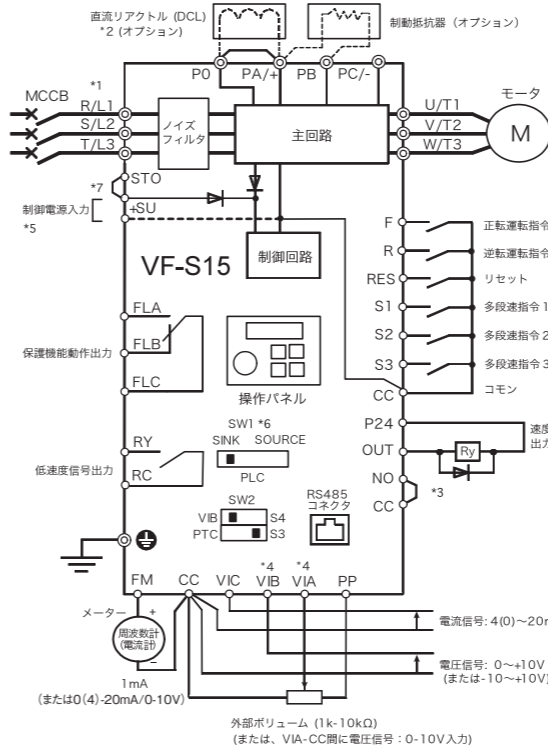 直流リアクトル (DCL)
*2 (オプション)
制動抵抗器（オプション）
P0
PA/+
PB
PC/-
MCCB
*1
R/L1
S/L2
T/L3
ノイズ
フィルタ
主回路
U/T1
V/T2
W/T3
モータ
M
*7
STO
制御電源入力
*5
+SU
制御回路
VF-S15
F
正転運転指令
R
逆転運転指令
RES
リセット
S1
多段速指令1
S2
多段速指令2
S3
多段速指令3
CC
コモン
FLA
保護機能動作出力
FLB
FLC
操作パネル
P24
OUT
Ry
速度
出力
NO
*3
CC
SW1 *6
SINK
SOURCE
PLC
RY
低速度信号出力
RC
SW2
VIB
S4
PTC
S3
RS485
コネクタ
FM
CC
VIC
*4
VIB
*4
VIA
PP
メーター
+
周波数計
(電流計)
−
1mA
(または0(4)-20mA/0-10V)
電流信号: 4(0)～20m
電圧信号: 0～+10V
(または-10～+10V)
外部ボリューム (1k-10kΩ)
(または、VIA-CC間に電圧信号：0-10V入力)